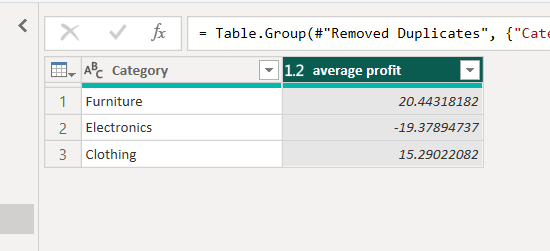 fx = Table.Group(#"Removed Duplicates", {"Cate
ABC Category 1.2 average profit
1 Furniture 20.44318182
2 Electronics -19.37894737
3 Clothing 15.29022082